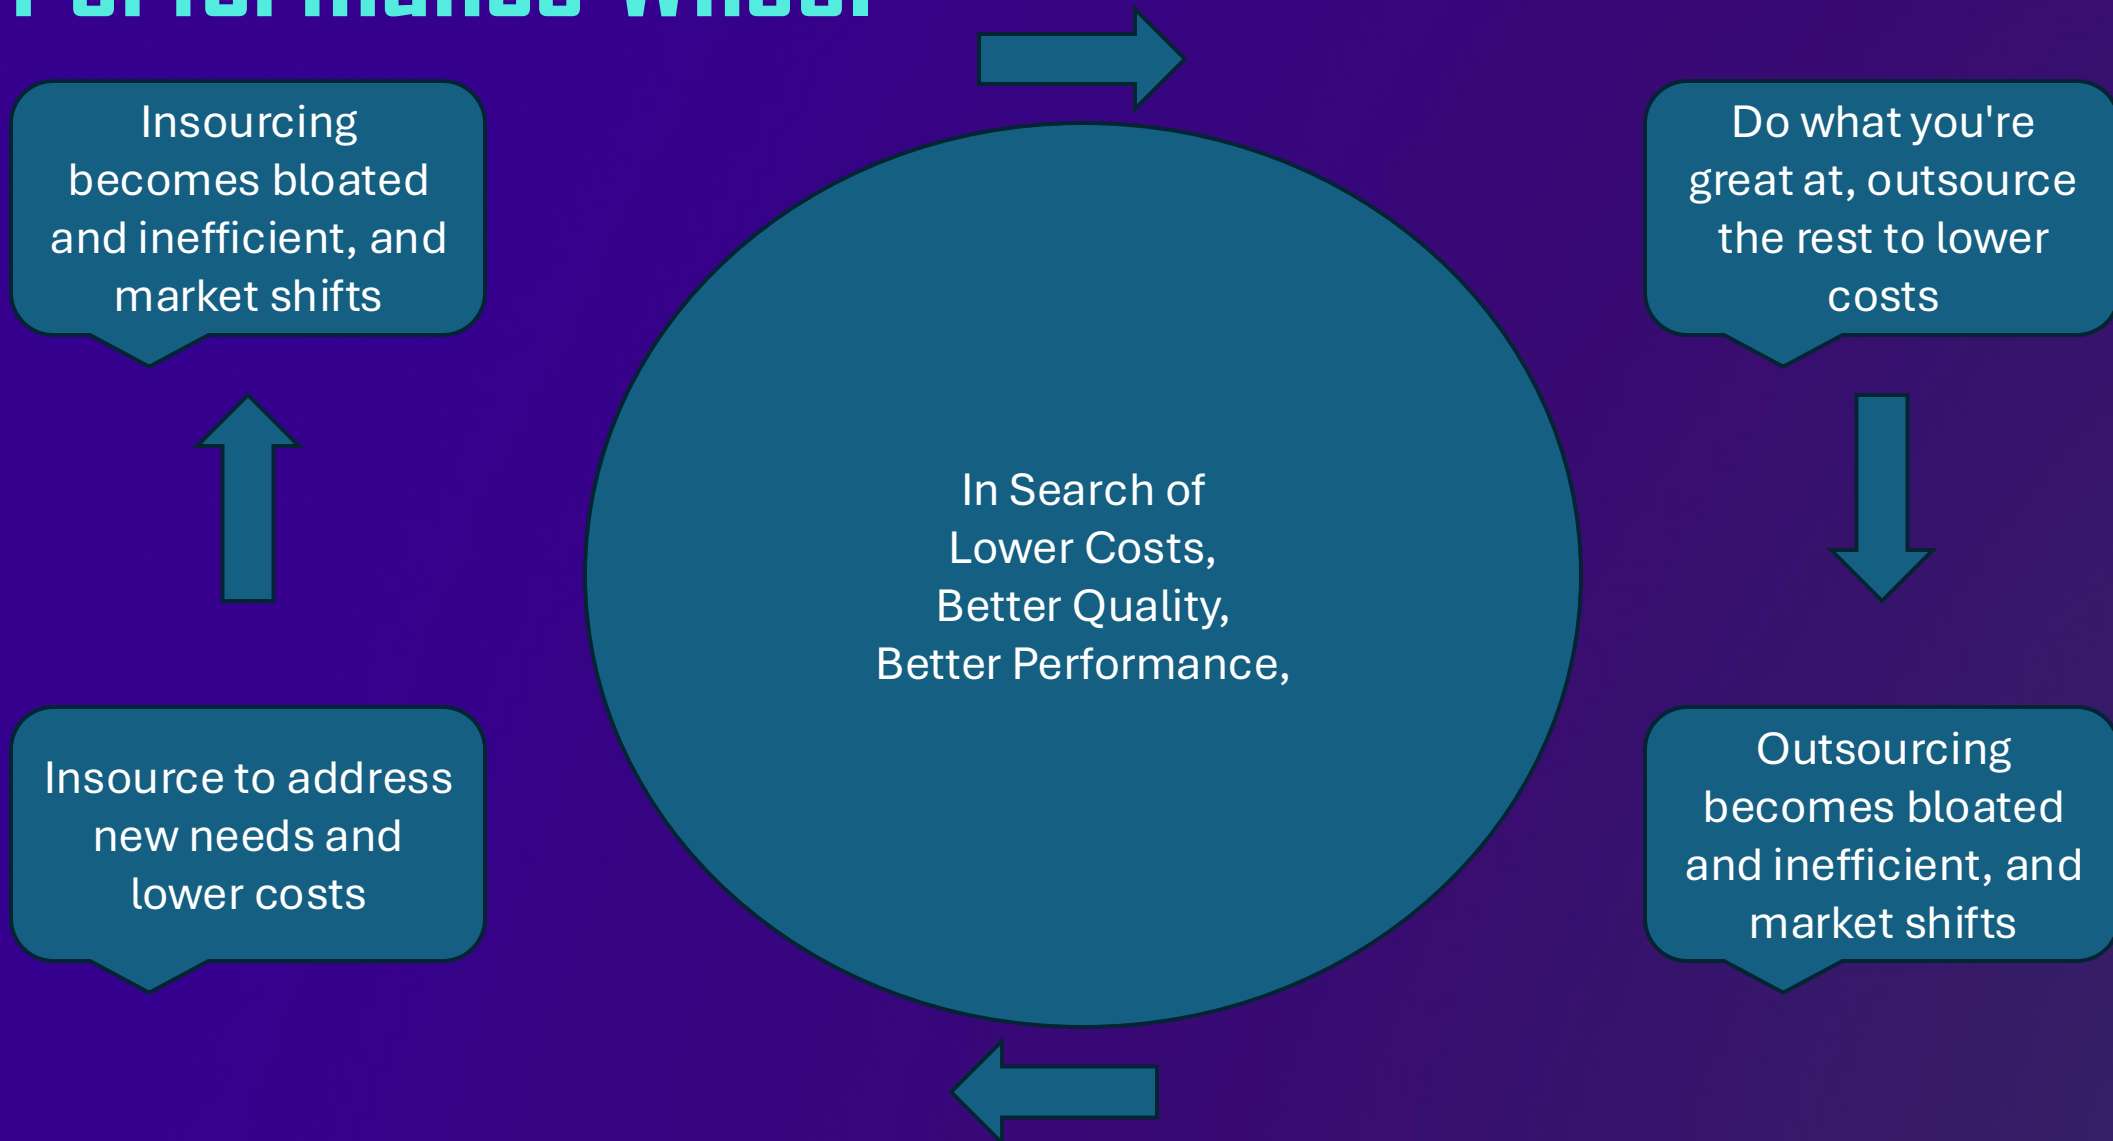 Performance Wheel
Insourcing
becomes bloated
and inefficient, and
market shifts
Do what you're
great at, outsource
the rest to lower
costs
In Search of
Lower Costs,
Better Quality,
Better Performance,
Insource to address
new needs and
lower costs
Outsourcing
becomes bloated
and inefficient, and
market shifts